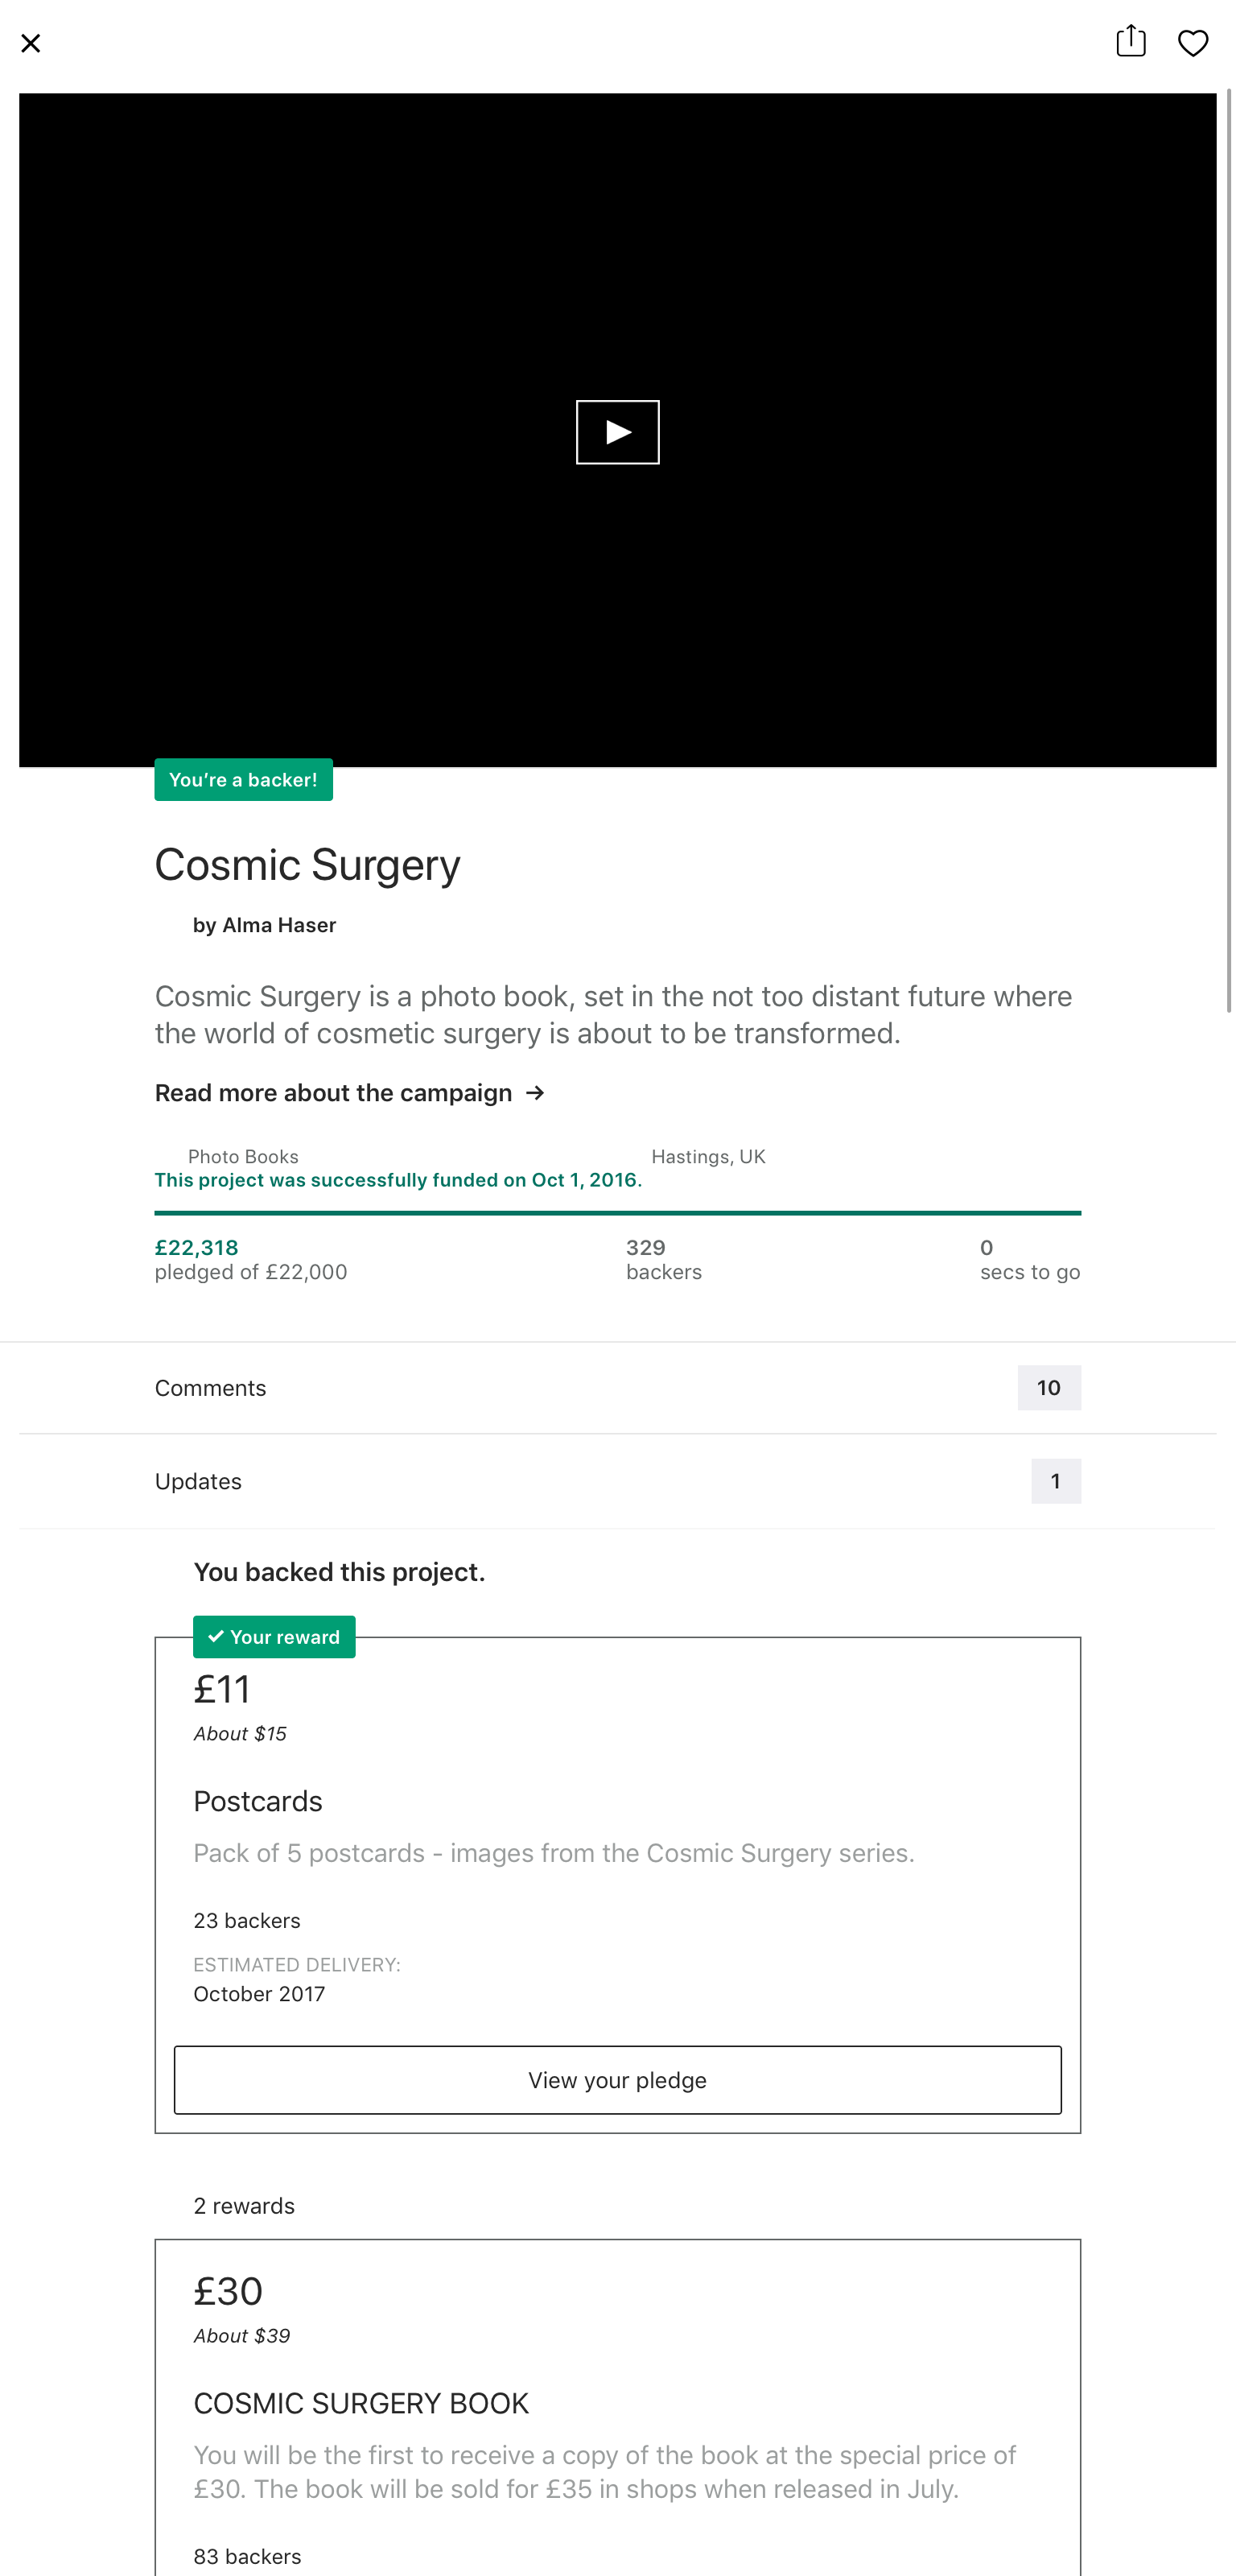 You’re a backer!
Cosmic Surgery
by Alma Haser
Cosmic Surgery is a photo book, set in the not too distant future where
the world of cosmetic surgery is about to be transformed.
Read more about the campaign →
Photo Books Hastings, UK
This project was successfully funded on Oct 1, 2016.
£22,318 329 0
pledged of £22,000 backers secs to go
Comments 10
Updates 1
You backed this project.
✓ Your reward
£11
About $15
Postcards
Pack of 5 postcards - images from the Cosmic Surgery series.
23 backers
ESTIMATED DELIVERY:
October 2017
View your pledge
2 rewards
£30
About $39
COSMIC SURGERY BOOK
You will be the first to receive a copy of the book at the special price of
£30. The book will be sold for £35 in shops when released in July.
83 backers